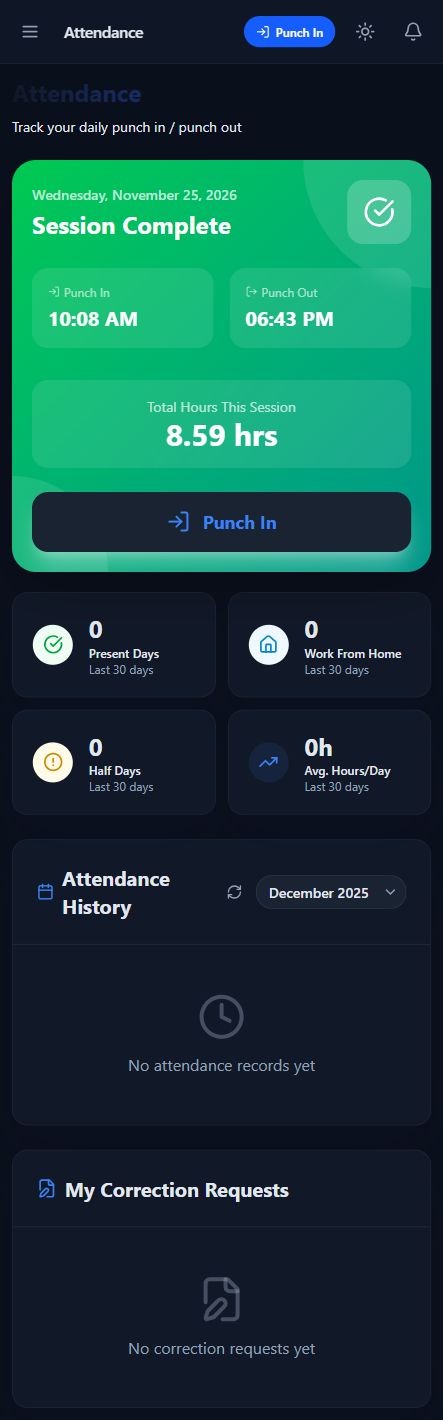 Attendance
Punch In
Attendance
Track your daily punch in / punch out
Wednesday, November 25, 2026
Session Complete
Punch In
10:08 AM
Punch Out
06:43 PM
Total Hours This Session
8.59 hrs
Punch In
0
Present Days
Last 30 days
0
Work From Home
Last 30 days
0
Half Days
Last 30 days
0h
Avg. Hours/Day
Last 30 days
Attendance
History
December 2025
No attendance records yet
My Correction Requests
No correction requests yet